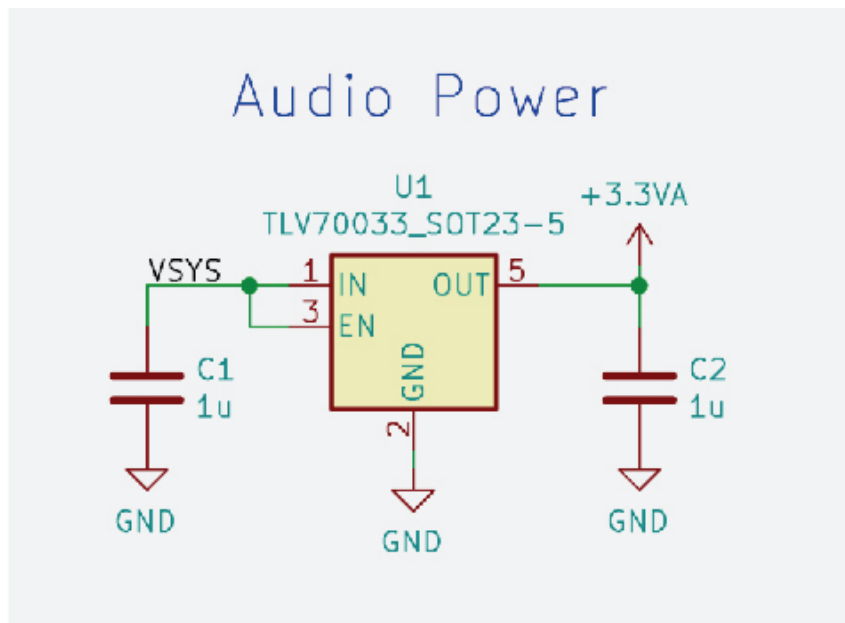 Audio Power
U1
TLV70033_SOT23-5
+3.3VA
VSYS
1
IN
OUT
5
3
EN
GND
2
C1
1u
C2
1u
GND
GND
GND